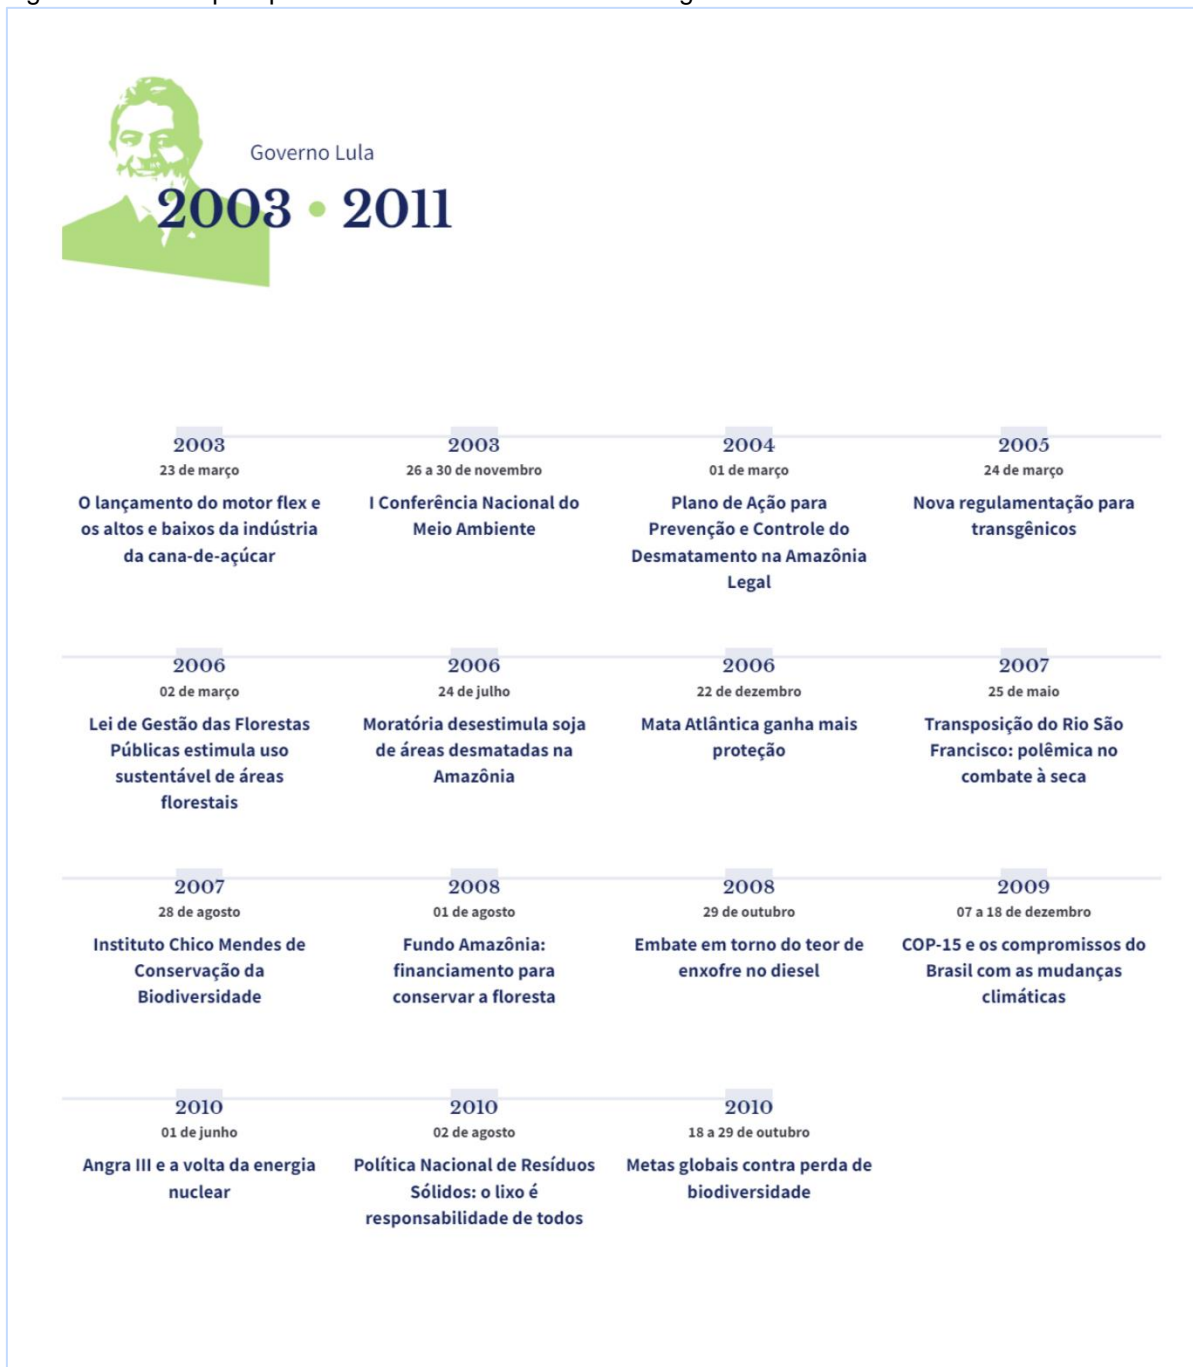 Governo Lula
2003 • 2011
2003
23 de março
O lançamento do motor flex e
os altos e baixos da indústria
da cana-de-açúcar
2003
26 a 30 de novembro
I Conferência Nacional do
Meio Ambiente
2004
01 de março
Plano de Ação para
Prevenção e Controle do
Desmatamento na Amazônia
Legal
2005
24 de março
Nova regulamentação para
transgênicos
2006
02 de março
Lei de Gestão das Florestas
Públicas estimula uso
sustentável de áreas
florestais
2006
24 de julho
Moratória desestimula soja
de áreas desmatadas na
Amazônia
2006
22 de dezembro
Mata Atlântica ganha mais
proteção
2007
25 de maio
Transposição do Rio São
Francisco: polêmica no
combate à seca
2007
28 de agosto
Instituto Chico Mendes de
Conservação da
Biodiversidade
2008
01 de agosto
Fundo Amazônia:
financiamento para
conservar a floresta
2008
29 de outubro
Embate em torno do teor de
enxofre no diesel
2009
07 a 18 de dezembro
COP-15 e os compromissos do
Brasil com as mudanças
climáticas
2010
01 de junho
Angra III e a volta da energia
nuclear
2010
02 de agosto
Política Nacional de Resíduos
Sólidos: o lixo é
responsabilidade de todos
2010
18 a 29 de outubro
Metas globais contra perda de
biodiversidade